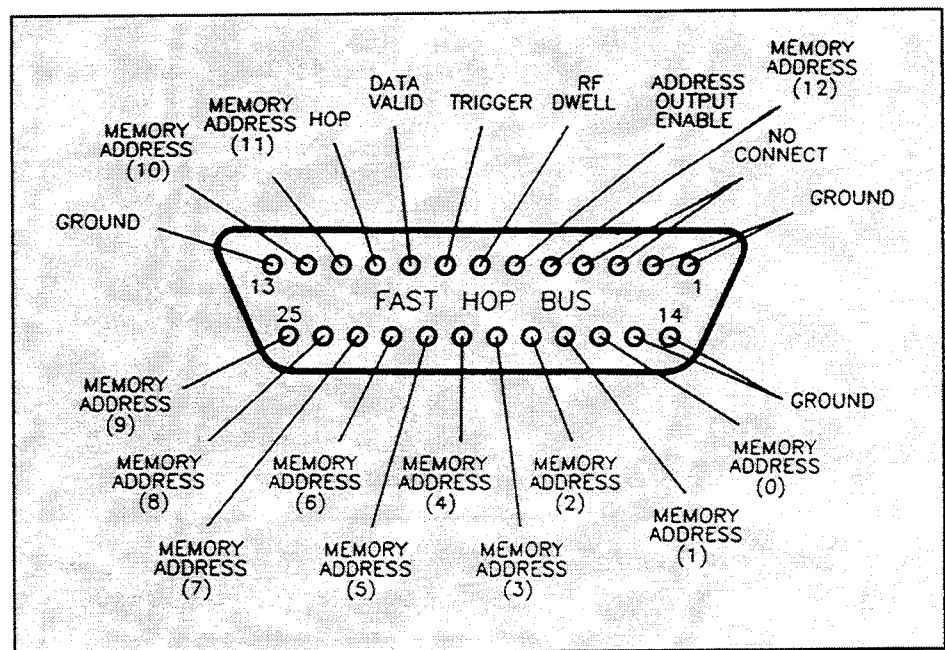 MEMORY
ADDRESS
(10)
MEMORY
ADDRESS
(11)
HOP
DATA
VALID
TRIGGER
RF
DWELL
ADDRESS
OUTPUT
ENABLE
MEMORY
ADDRESS
(12)
NO
CONNECT
GROUND
GROUND
13
1
FAST HOP BUS
25
14
MEMORY
ADDRESS
(9)
GROUND
MEMORY
ADDRESS
(8)
MEMORY
ADDRESS
(6)
MEMORY
ADDRESS
(4)
MEMORY
ADDRESS
(2)
MEMORY
ADDRESS
(0)
MEMORY
ADDRESS
(7)
MEMORY
ADDRESS
(5)
MEMORY
ADDRESS
(3)
MEMORY
ADDRESS
(1)